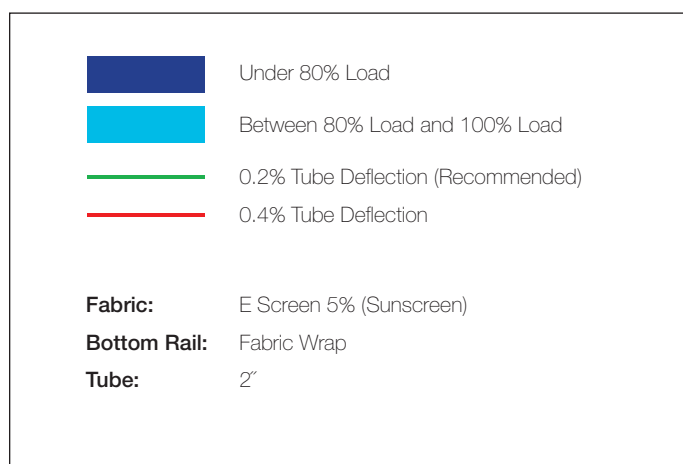 Under 80% Load
Between 80% Load and 100% Load
0.2% Tube Deflection (Recommended)
0.4% Tube Deflection
Fabric: E Screen 5% (Sunscreen)
Bottom Rail: Fabric Wrap
Tube: 2˝